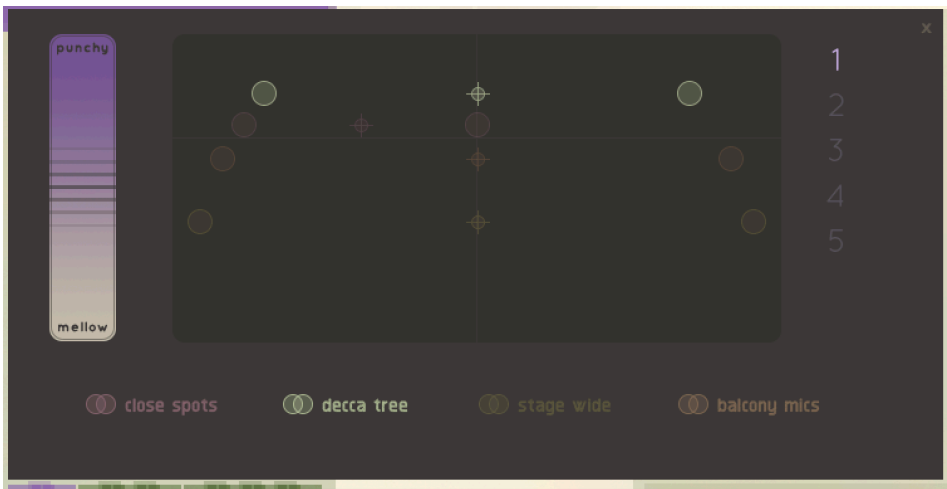 x
punchy
1
2
3
4
5
mellow
close spots
decca tree
stage wide
balcony mics